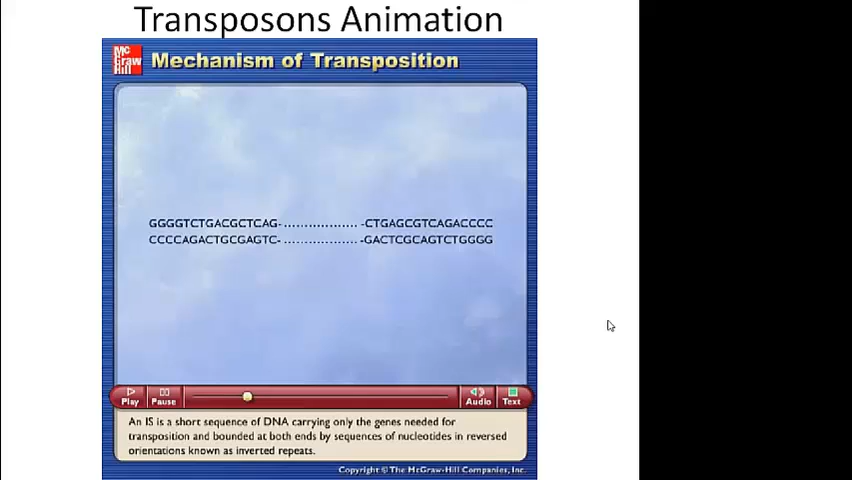 Transposons Animation
Mc
Graw
Hill
Mechanism of Transposition
GGGGTCTGACGCTCAG-..................-CTGAGCGTCAGACCCC
CCCCAGACTGCGAGTC-..................-GACTCGCAGTCTGGGG
Play Pause Audio Text
An IS is a short sequence of DNA carrying only the genes needed for
transposition and bounded at both ends by sequences of nucleotides in reversed
orientations known as inverted repeats.
Copyright © The McGraw-Hill Companies, Inc.